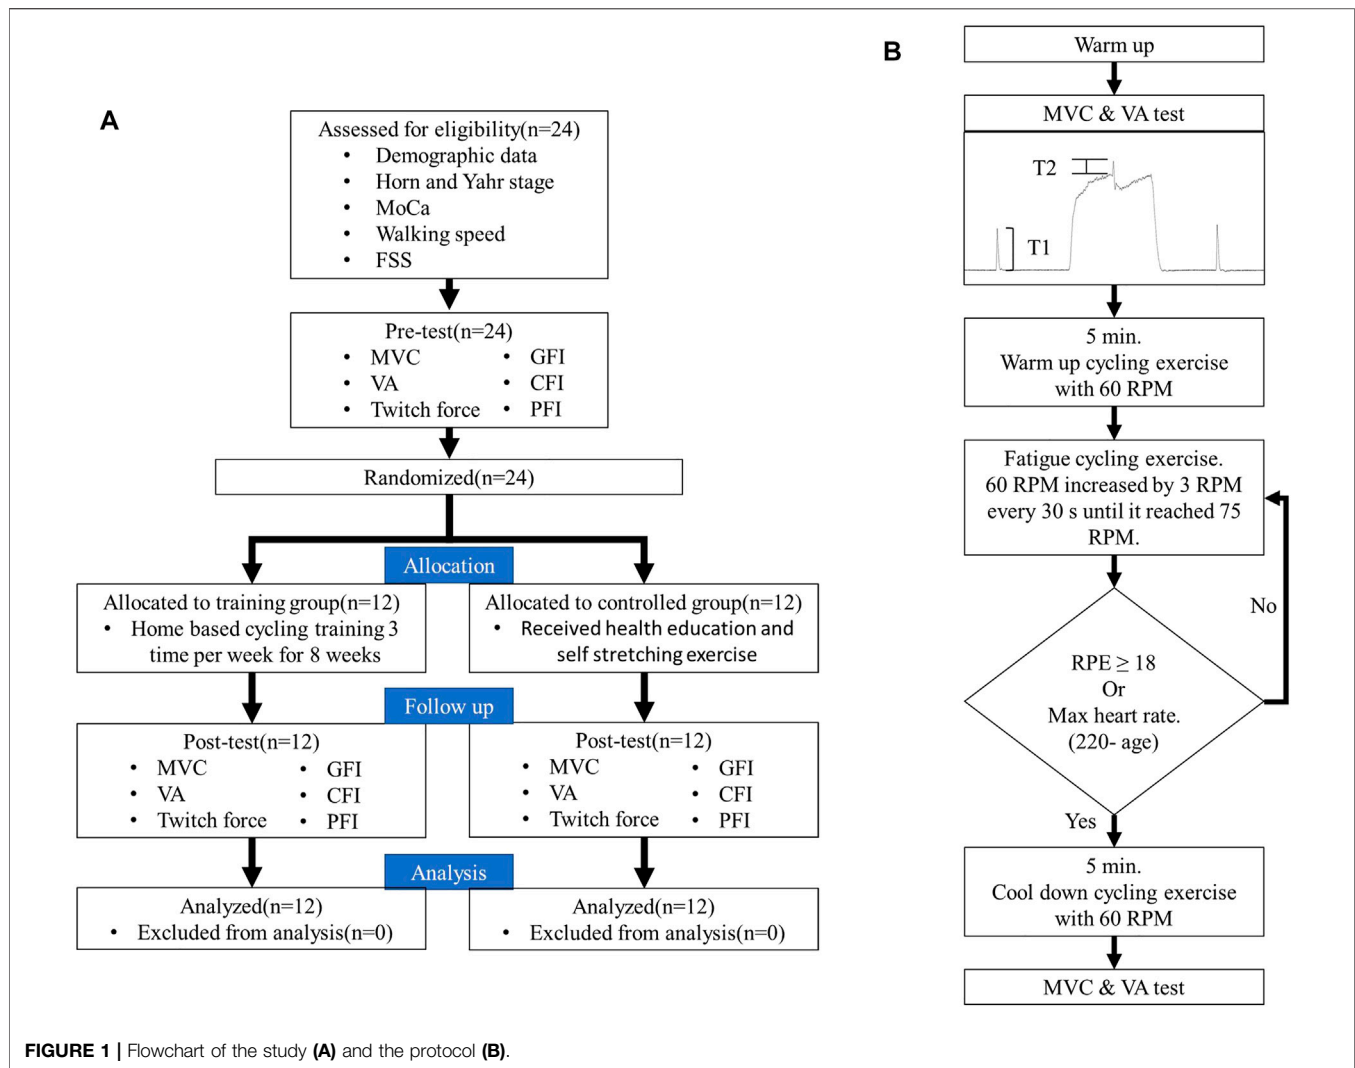 A
Assessed for eligibility(n=24)
• Demographic data
• Horn and Yahr stage
• MoCa
• Walking speed
• FSS
Pre-test(n=24)
• MVC • GFI
• VA • CFI
• Twitch force • PFI
Randomized(n=24)
Allocation
Allocated to training group(n=12)
• Home based cycling training 3
time per week for 8 weeks
Allocated to controlled group(n=12)
• Received health education and
self stretching exercise
Follow up
Post-test(n=12)
• MVC • GFI
• VA • CFI
• Twitch force • PFI
Post-test(n=12)
• MVC • GFI
• VA • CFI
• Twitch force • PFI
Analysis
Analyzed(n=12)
• Excluded from analysis(n=0)
Analyzed(n=12)
• Excluded from analysis(n=0)
B
Warm up
MVC & VA test
T2
T1
5 min.
Warm up cycling exercise
with 60 RPM
Fatigue cycling exercise.
60 RPM increased by 3 RPM
every 30 s until it reached 75
RPM.
No
RPE ≥ 18
Or
Max heart rate.
(220- age)
Yes
5 min.
Cool down cycling exercise
with 60 RPM
MVC & VA test
FIGURE 1 | Flowchart of the study (A) and the protocol (B).